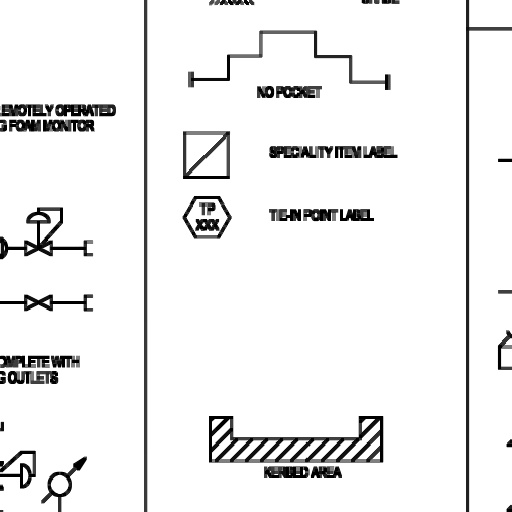 NO POCKET
EMOTELY OPERATED
G FOAM MONITOR
SPECIALITY ITEM LABEL
TP
XXX
TIE-IN POINT LABEL
OMPLETE WITH
G OUTLETS
KERBED AREA